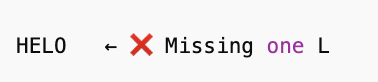 HELO ← ❌ Missing one L